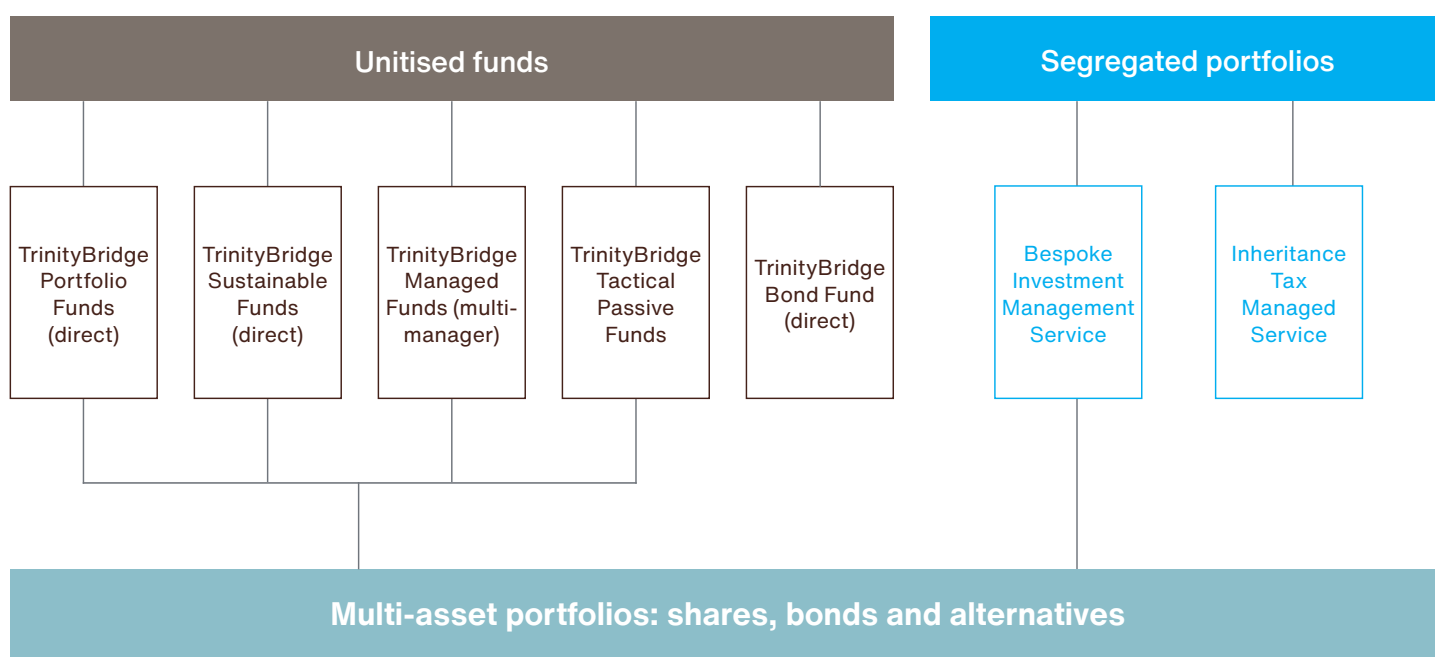 Unitised funds
Segregated portfolios
TrinityBridge
Portfolio
Funds
(direct)
TrinityBridge
Sustainable
Funds
(direct)
TrinityBridge
Managed
Funds (multi-
manager)
TrinityBridge
Tactical
Passive
Funds
TrinityBridge
Bond Fund
(direct)
Bespoke
Investment
Management
Service
Inheritance
Tax
Managed
Service
Multi-asset portfolios: shares, bonds and alternatives